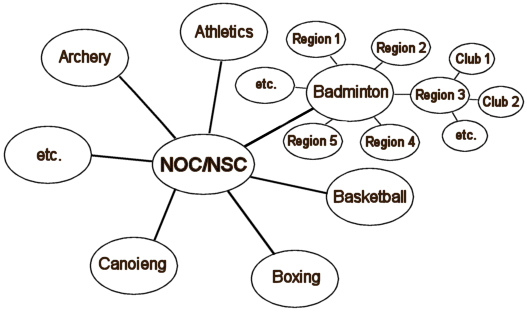 Athletics
Region 1
Region 2
Archery
Club 1
etc.
Badminton
Region 3
Club 2
etc.
Region 5
Region 4
etc.
NOC/NSC
Basketball
Canoieng
Boxing